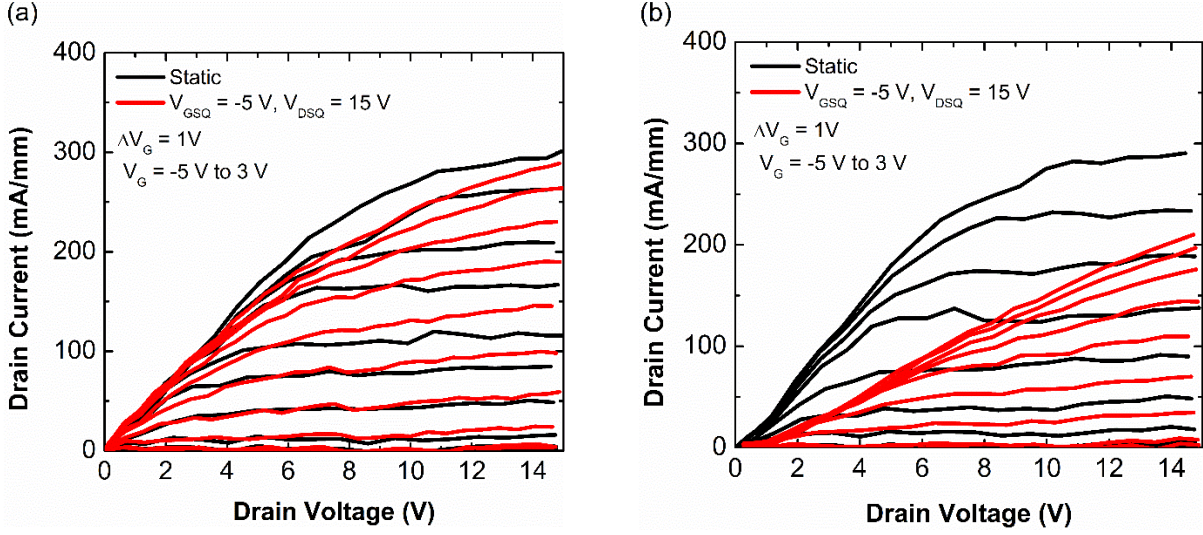 (a)
400
300
200
100
0
Drain Current (mA/mm)
Static
V_GSQ = -5 V, V_DSQ = 15 V
ΔV_G = 1V
V_G = -5 V to 3 V
0 2 4 6 8 10 12 14
Drain Voltage (V)
(b)
400
300
200
100
0
Drain Current (mA/mm)
Static
V_GSQ = -5 V, V_DSQ = 15 V
ΔV_G = 1V
V_G = -5 V to 3 V
0 2 4 6 8 10 12 14
Drain Voltage (V)